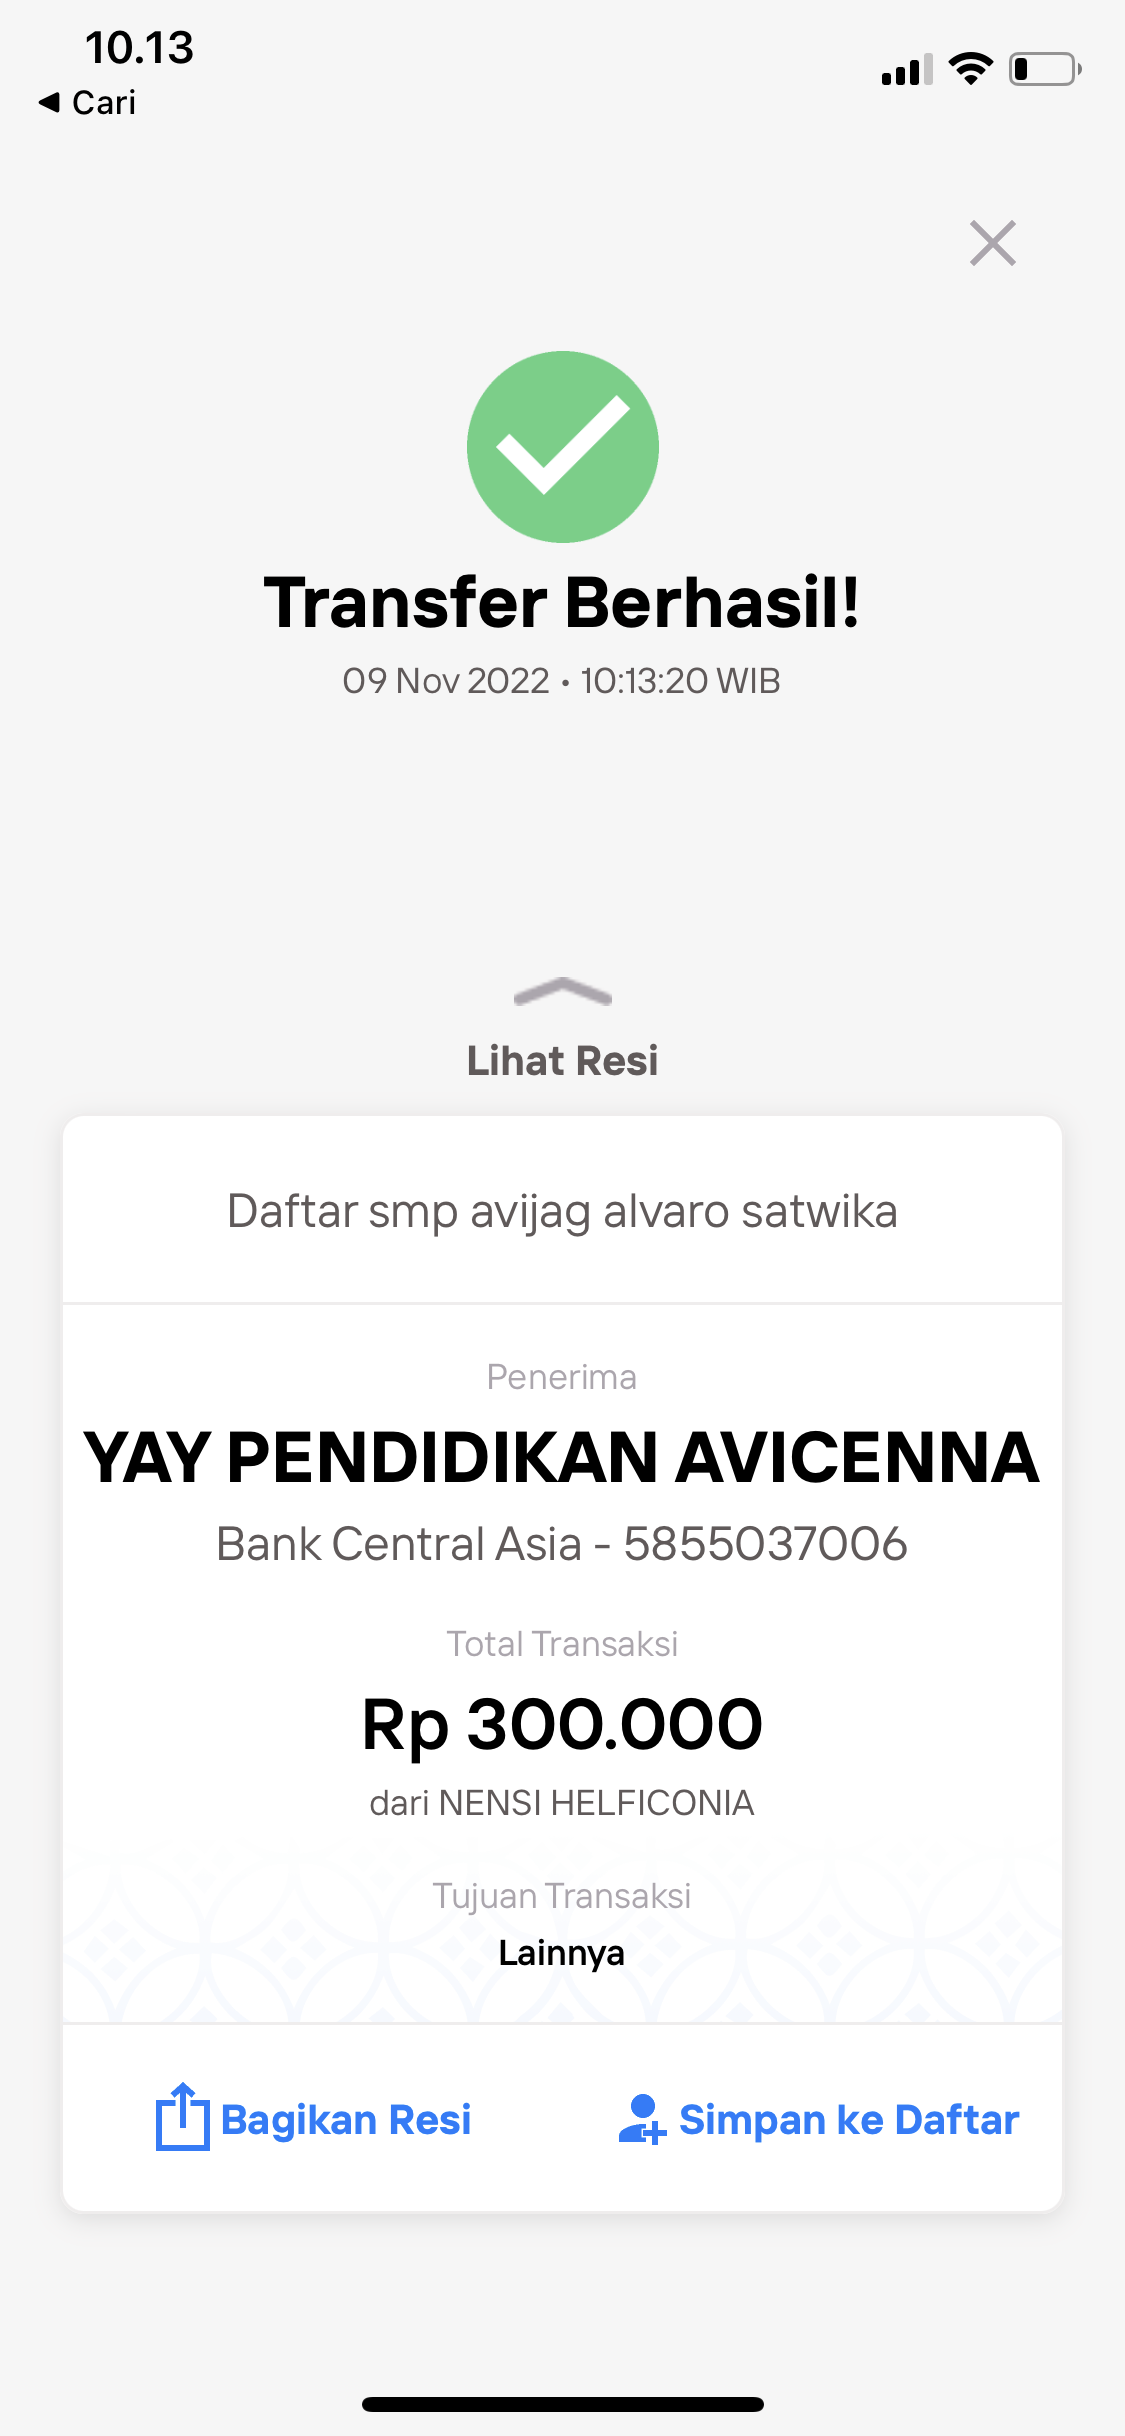 10.13
Cari
Transfer Berhasil!
09 Nov 2022 • 10:13:20 WIB
Lihat Resi
Daftar smp avijag alvaro satwika
Penerima
YAY PENDIDIKAN AVICENNA
Bank Central Asia - 5855037006
Total Transaksi
Rp 300.000
dari NENSI HELFICONIA
Tujuan Transaksi
Lainnya
Bagikan Resi
Simpan ke Daftar